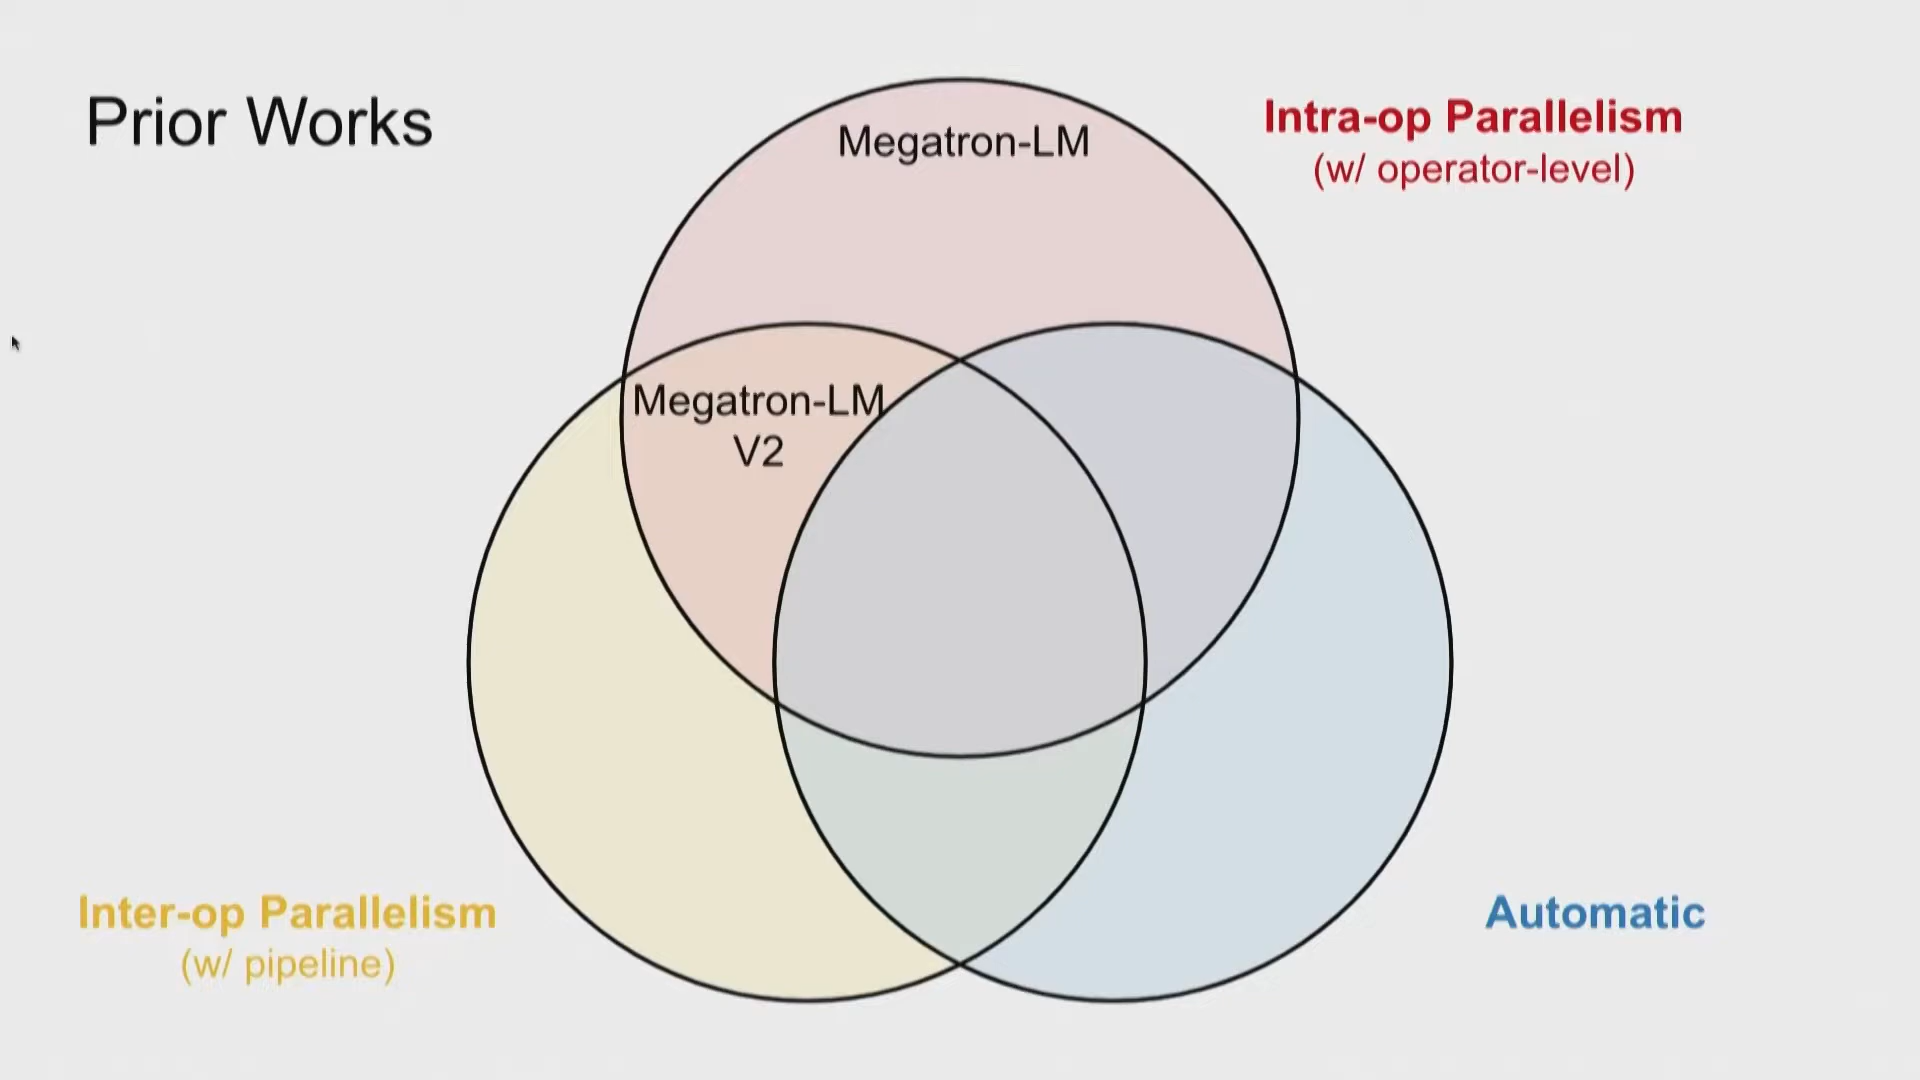 Prior Works
Megatron-LM
Intra-op Parallelism
(w/ operator-level)
Megatron-LM
V2
Inter-op Parallelism
(w/ pipeline)
Automatic